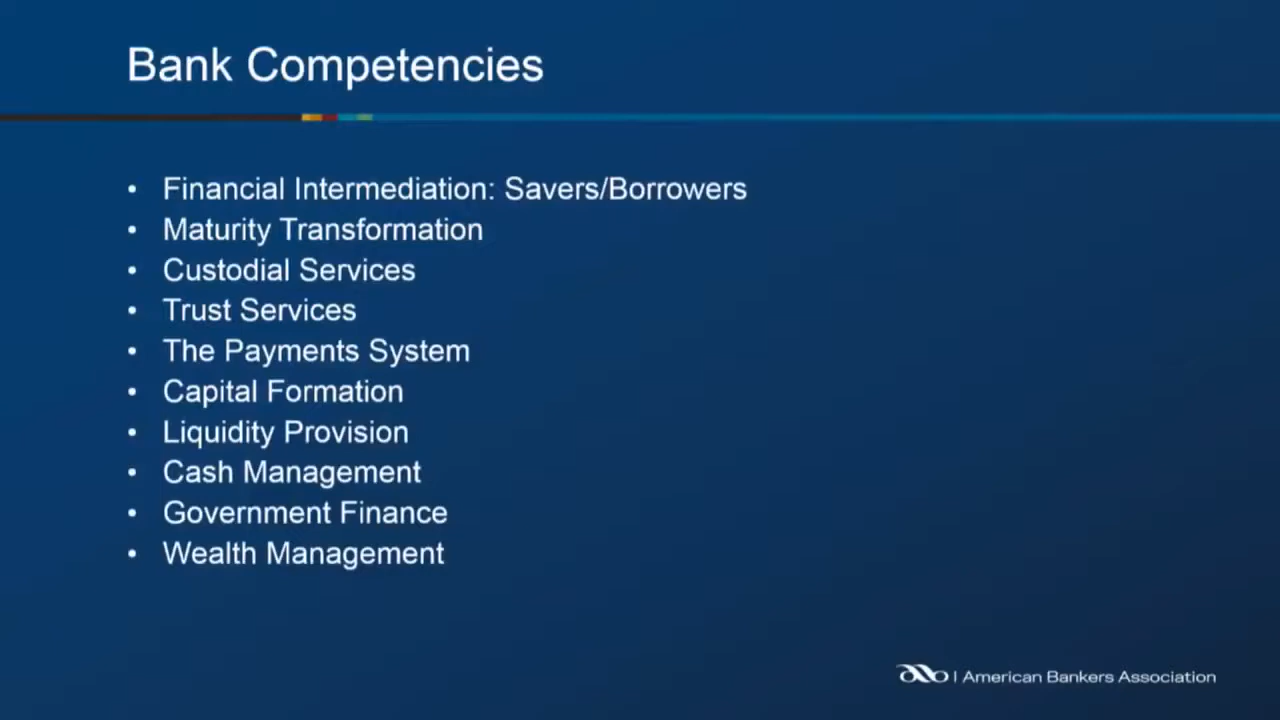 Bank Competencies
• Financial Intermediation: Savers/Borrowers
• Maturity Transformation
• Custodial Services
• Trust Services
• The Payments System
• Capital Formation
• Liquidity Provision
• Cash Management
• Government Finance
• Wealth Management
aba | American Bankers Association